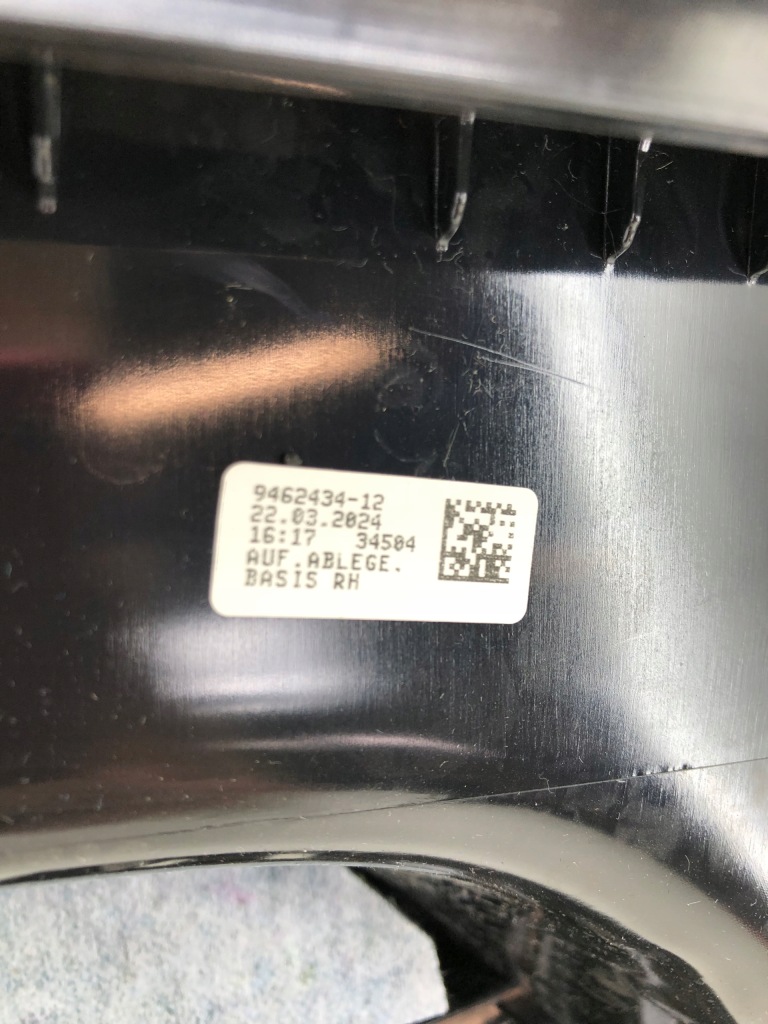 9462434-12
22.03.2024
16:17 34504
AUF.ABLEGE.
BASIS RH